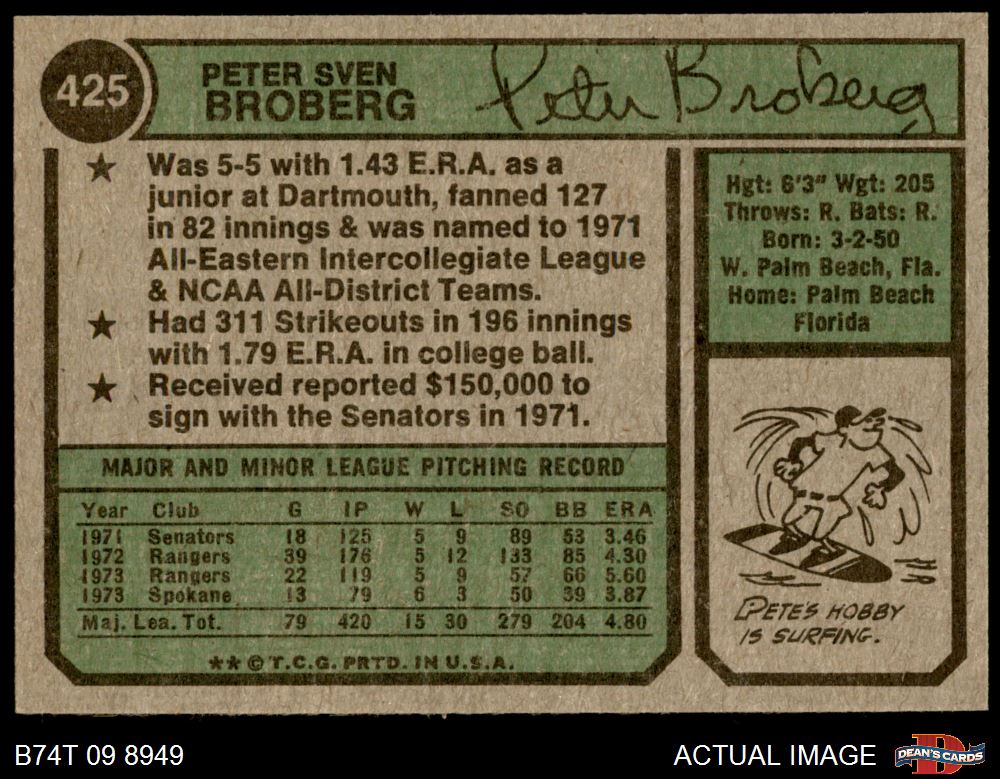 425
PETER SVEN
BROBERG
Peter Broberg
★ Was 5-5 with 1.43 E.R.A. as a
junior at Dartmouth, fanned 127
in 82 innings & was named to 1971
All-Eastern Intercollegiate League
& NCAA All-District Teams.
★ Had 311 Strikeouts in 196 innings
with 1.79 E.R.A. in college ball.
★ Received reported $150,000 to
sign with the Senators in 1971.
Hgt: 6'3" Wgt: 205
Throws: R. Bats: R.
Born: 3-2-50
W. Palm Beach, Fla.
Home: Palm Beach
Florida
MAJOR AND MINOR LEAGUE PITCHING RECORD
Year Club G IP W L SO BB ERA
1971 Senators 18 125 5 9 89 53 3.46
1972 Rangers 39 176 5 12 133 85 4.30
1973 Rangers 22 119 5 9 57 66 5.60
1973 Spokane 13 79 6 3 50 39 3.87
Maj. Lea. Tot. 79 420 15 30 279 204 4.80
★★©T.C.G. PRTD. IN U.S.A.
PETE'S HOBBY
IS SURFING.
B74T 09 8949
ACTUAL IMAGE
DEAN'S CARDS